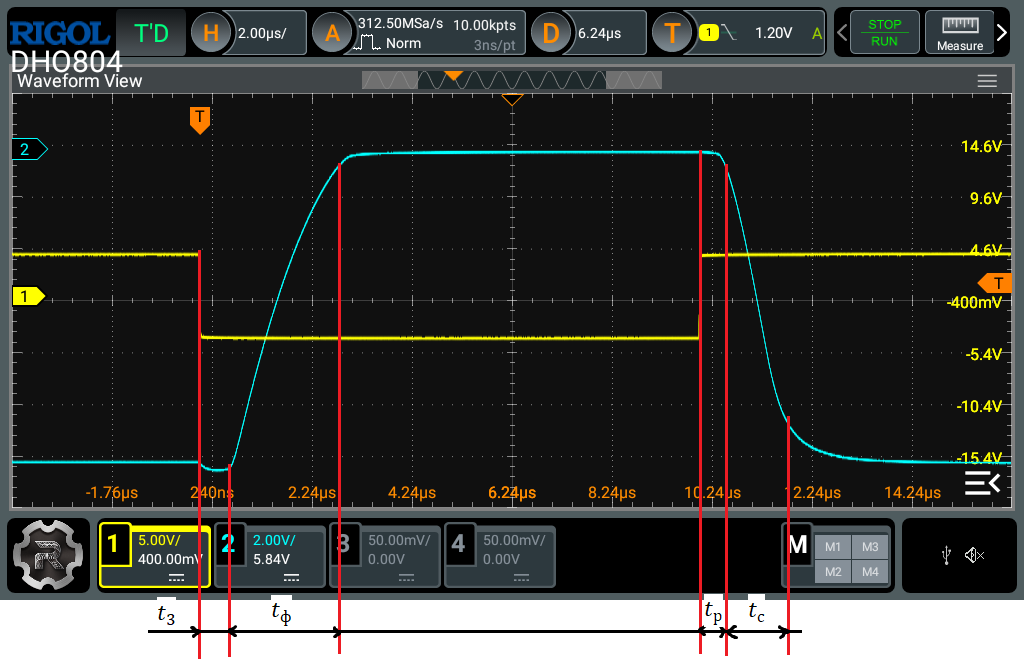 RIGOL T'D H 2.00µs/ A 312.50MSa/s 10.00kpts D 6.24µs T 1 1.20V A STOP
Norm 3ns/pt RUN Measure
DHO804
Waveform View
T
2
14.6V
9.6V
4.6V
T
1
-400mV
-5.4V
-10.4V
-15.4V
-1.76µs 240ns 2.24µs 4.24µs 6.24µs 8.24µs 10.24µs 12.24µs 14.24µs
1 5.00V/ 2 2.00V/ 3 50.00mV/ 4 50.00mV/ M M1 M3
400.00mV 5.84V 0.00V 0.00V M2 M4
R
tз tф tр tс